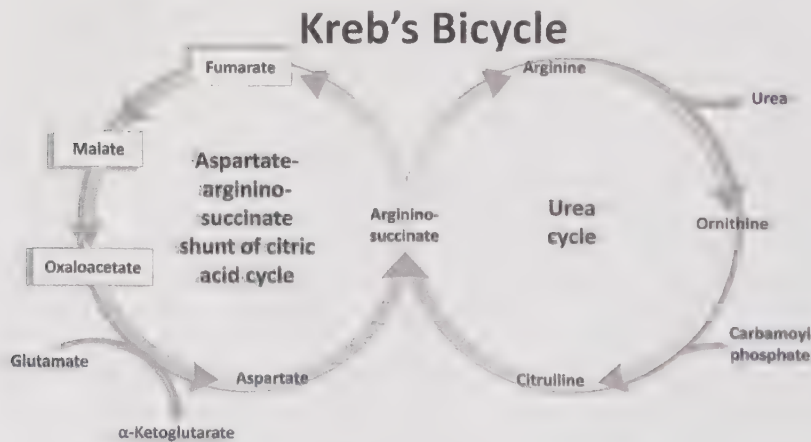 Kreb's Bicycle
Fumarate
Arginine
Urea
Malate
Aspartate-
arginino-
succinate
shunt of citric
acid cycle
Arginino-
succinate
Urea
cycle
Ornithine
Oxaloacetate
Glutamate
Aspartate
Citrulline
Carbamoyl
phosphate
α-Ketoglutarate